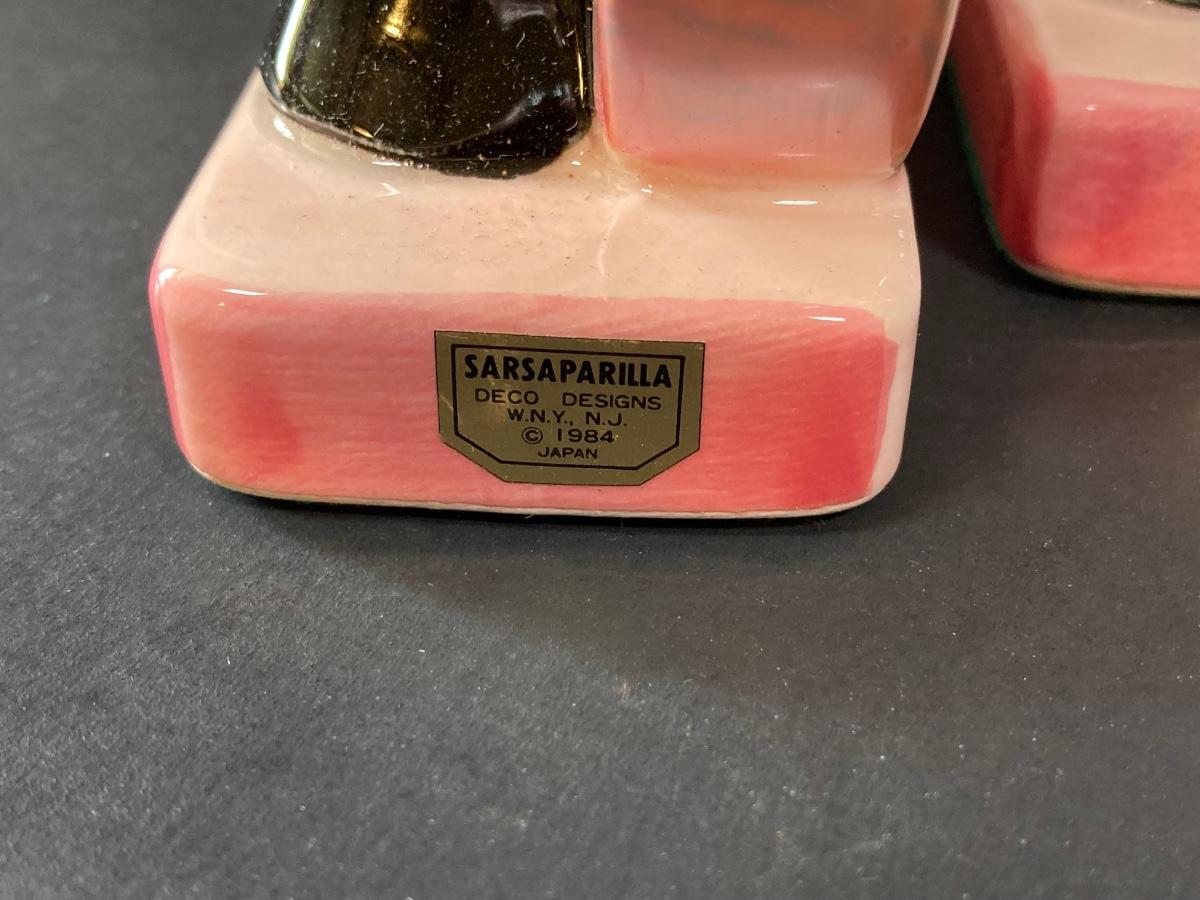 SARSAPARILLA
DECO DESIGNS
W.N.Y., N.J.
© 1984
JAPAN